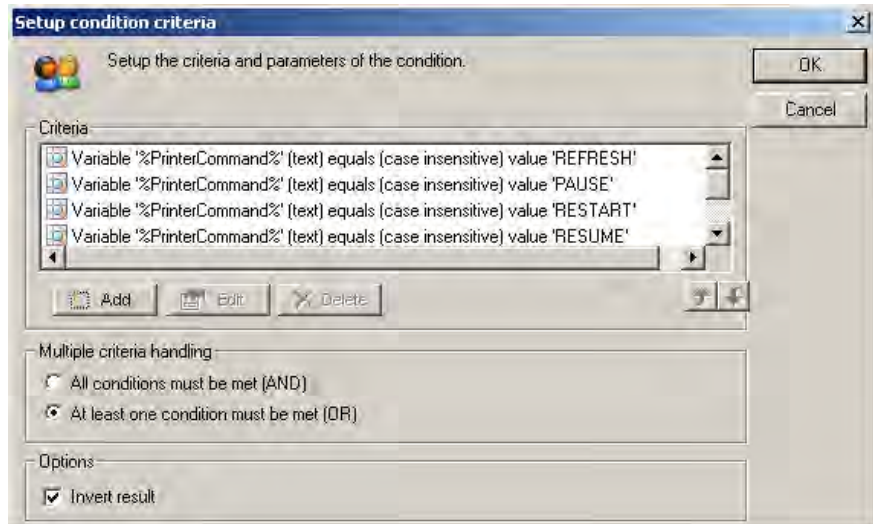 Setup condition criteria
Setup the criteria and parameters of the condition.
OK
Cancel
Criteria
Variable '%PrinterCommand%' (text) equals (case insensitive) value 'REFRESH'
Variable '%PrinterCommand%' (text) equals (case insensitive) value 'PAUSE'
Variable '%PrinterCommand%' (text) equals (case insensitive) value 'RESTART'
Variable '%PrinterCommand%' (text) equals (case insensitive) value 'RESUME'
Add
Edit
Delete
Multiple criteria handling
All conditions must be met (AND)
At least one condition must be met (OR)
Options
Invert result